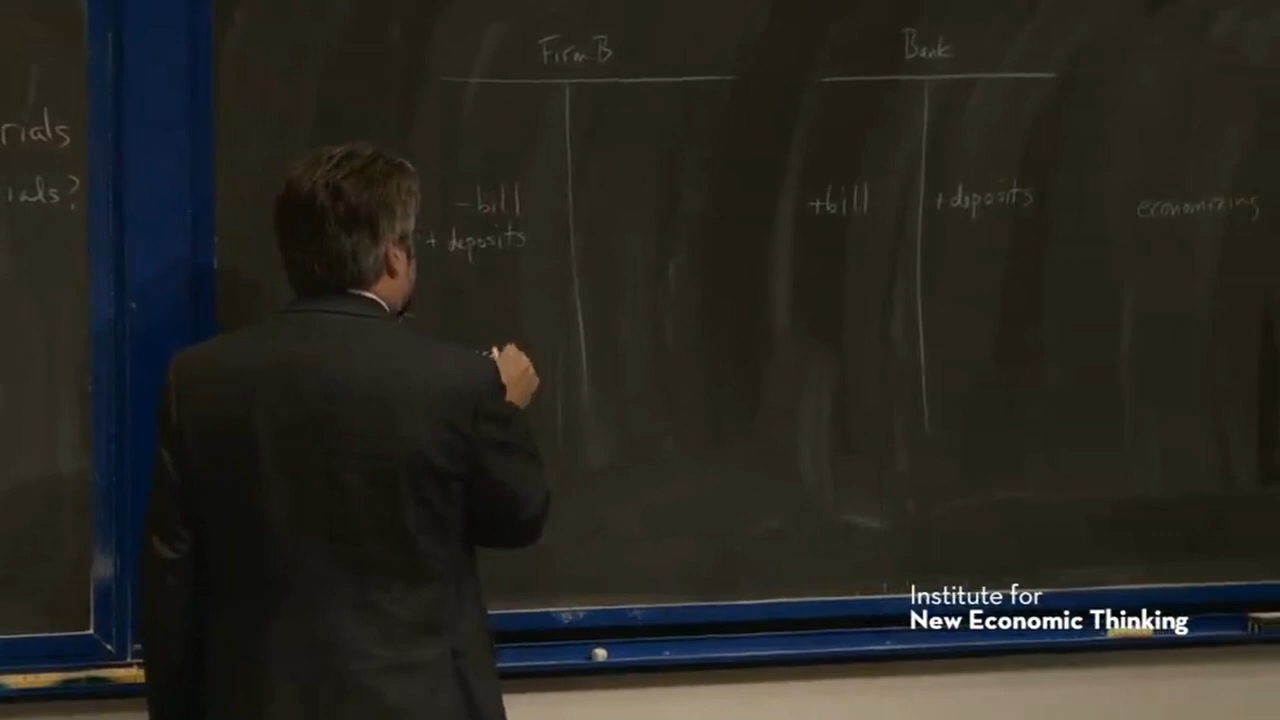 rials
ials?
Firm B
-bill
+ deposits
Bank
+bill
+ deposits
economizing
Institute for
New Economic Thinking